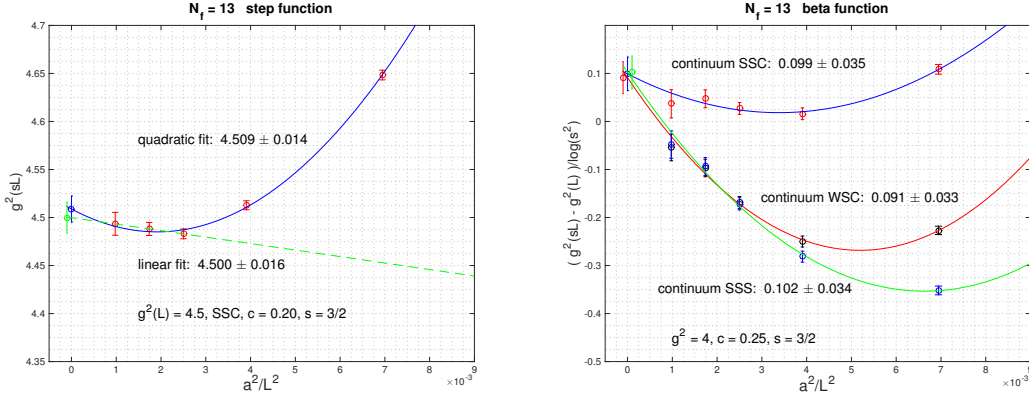 N_f = 13 step function
4.7
4.65
4.6
4.55
4.5
4.45
4.4
4.35
g²(sL)
quadratic fit: 4.509 ± 0.014
linear fit: 4.500 ± 0.016
g²(L) = 4.5, SSC, c = 0.20, s = 3/2
0 1 2 3 4 5 6 7 8 9
×10⁻³
a²/L²
N_f = 13 beta function
0.1
0
-0.1
-0.2
-0.3
-0.4
-0.5
( g²(sL) - g²(L) )/log(s²)
continuum SSC: 0.099 ± 0.035
continuum WSC: 0.091 ± 0.033
continuum SSS: 0.102 ± 0.034
g² = 4, c = 0.25, s = 3/2
0 1 2 3 4 5 6 7 8 9
×10⁻³
a²/L²